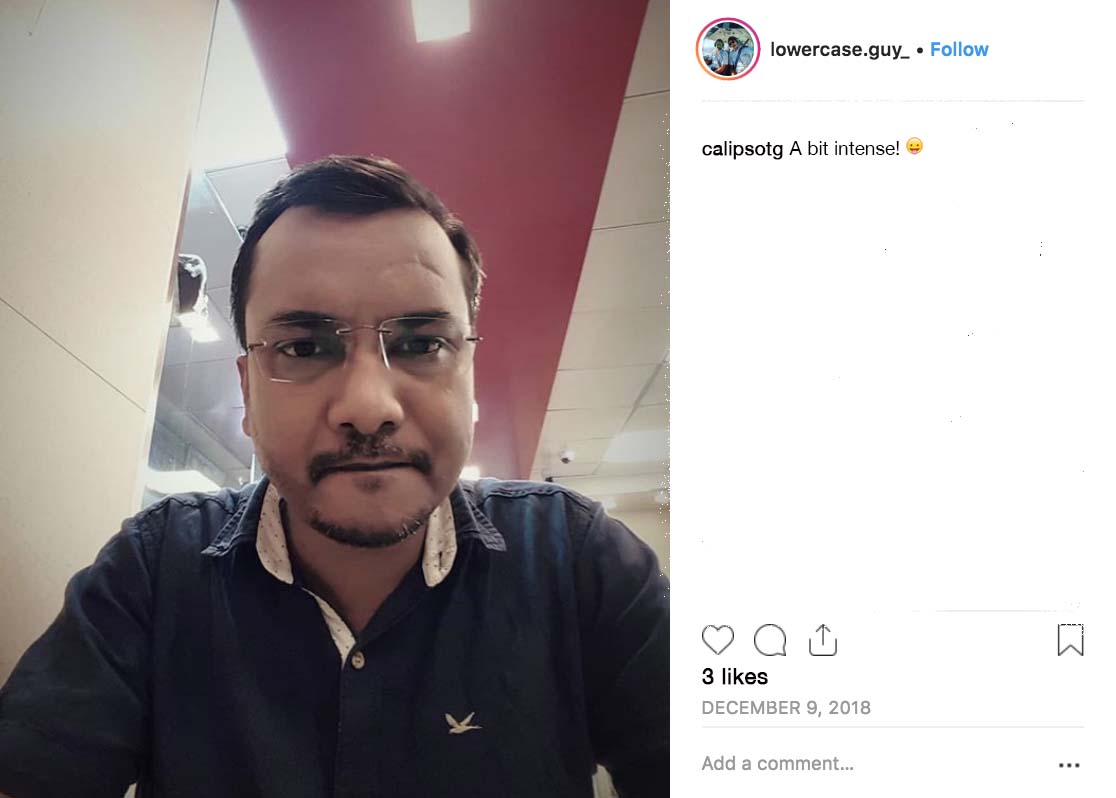 lowercase.guy_ • Follow
calipsotg A bit intense! 😛
3 likes
DECEMBER 9, 2018
Add a comment...